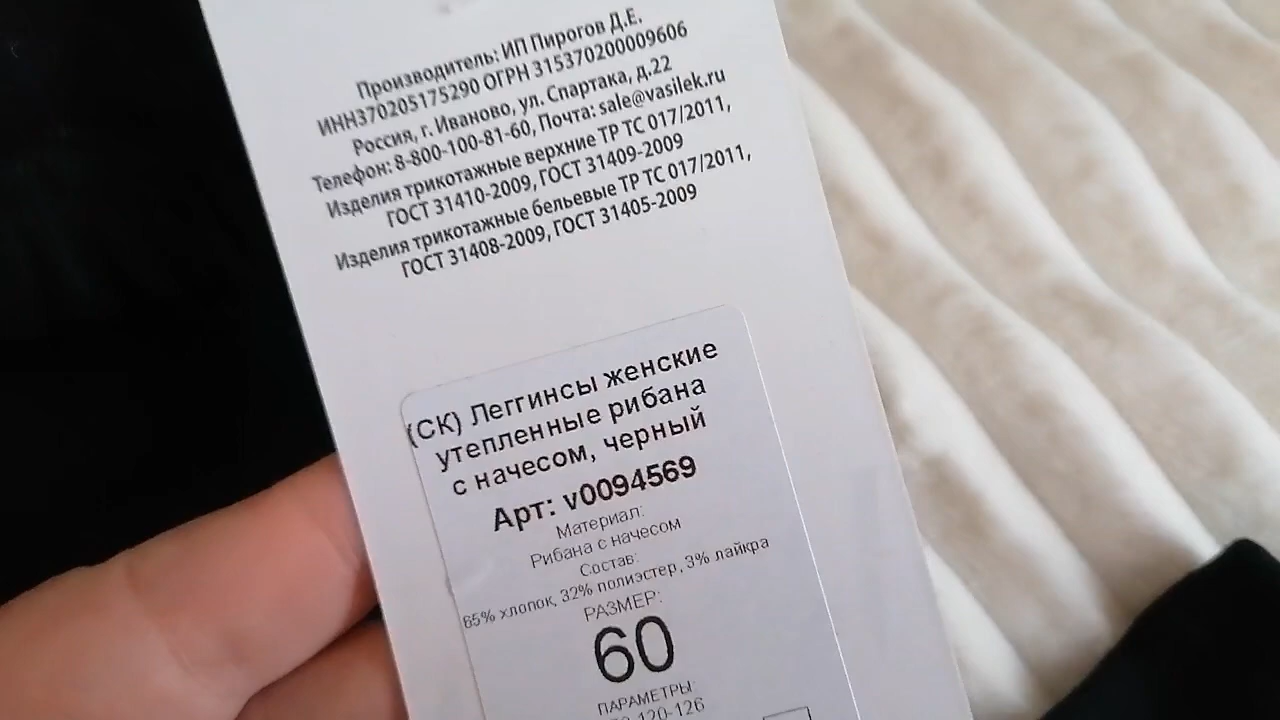 Производитель: ИП Пирогов Д.Е.
ИНН370205175290 ОГРН 315370200009606
Россия, г. Иваново, ул. Спартака, д.22
Телефон: 8-800-100-81-60, Почта: sale@vasilek.ru
Изделия трикотажные верхние ТР ТС 017/2011,
ГОСТ 31410-2009, ГОСТ 31409-2009
Изделия трикотажные бельевые ТР ТС 017/2011,
ГОСТ 31408-2009, ГОСТ 31405-2009
(СК) Леггинсы женские
утепленные рибана
с начесом, черный
Арт: v0094569
Материал:
Рибана с начесом
Состав:
65% хлопок, 32% полиэстер, 3% лайкра
РАЗМЕР:
60
ПАРАМЕТРЫ:
120-126